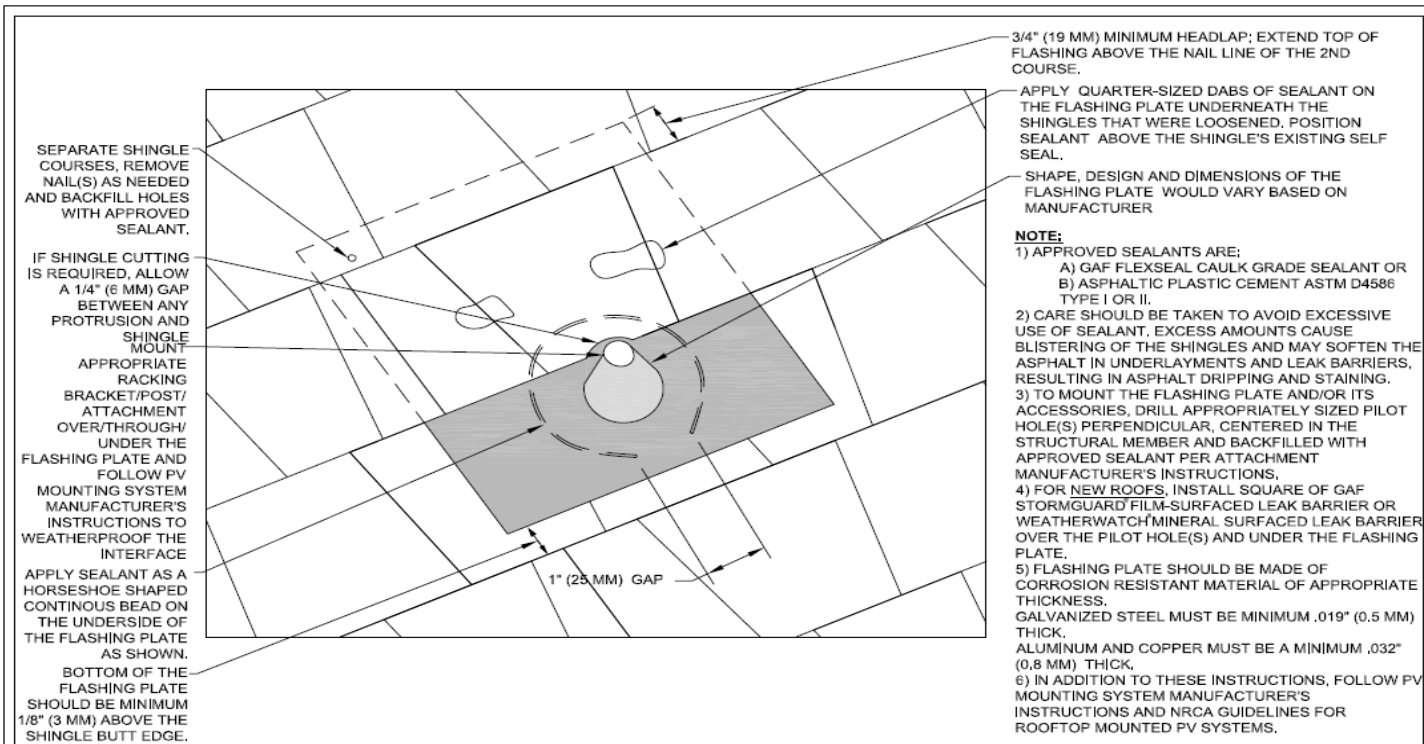 SEPARATE SHINGLE
COURSES, REMOVE
NAIL(S) AS NEEDED
AND BACKFILL HOLES
WITH APPROVED
SEALANT.
IF SHINGLE CUTTING
IS REQUIRED, ALLOW
A 1/4" (6 MM) GAP
BETWEEN ANY
PROTRUSION AND
SHINGLE
MOUNT
APPROPRIATE
RACKING
BRACKET/POST/
ATTACHMENT
OVER/THROUGH/
UNDER THE
FLASHING PLATE AND
FOLLOW PV
MOUNTING SYSTEM
MANUFACTURER'S
INSTRUCTIONS TO
WEATHERPROOF THE
INTERFACE
APPLY SEALANT AS A
HORSESHOE SHAPED
CONTINOUS BEAD ON
THE UNDERSIDE OF
THE FLASHING PLATE
AS SHOWN.
BOTTOM OF THE
FLASHING PLATE
SHOULD BE MINIMUM
1/8" (3 MM) ABOVE THE
SHINGLE BUTT EDGE.
1" (25 MM) GAP
3/4" (19 MM) MINIMUM HEADLAP; EXTEND TOP OF
FLASHING ABOVE THE NAIL LINE OF THE 2ND
COURSE.
APPLY QUARTER-SIZED DABS OF SEALANT ON
THE FLASHING PLATE UNDERNEATH THE
SHINGLES THAT WERE LOOSENED. POSITION
SEALANT ABOVE THE SHINGLE'S EXISTING SELF
SEAL.
SHAPE, DESIGN AND DIMENSIONS OF THE
FLASHING PLATE WOULD VARY BASED ON
MANUFACTURER
NOTE:
1) APPROVED SEALANTS ARE:
A) GAF FLEXSEAL CAULK GRADE SEALANT OR
B) ASPHALTIC PLASTIC CEMENT ASTM D4586
TYPE I OR II.
2) CARE SHOULD BE TAKEN TO AVOID EXCESSIVE
USE OF SEALANT. EXCESS AMOUNTS CAUSE
BLISTERING OF THE SHINGLES AND MAY SOFTEN THE
ASPHALT IN UNDERLAYMENTS AND LEAK BARRIERS,
RESULTING IN ASPHALT DRIPPING AND STAINING.
3) TO MOUNT THE FLASHING PLATE AND/OR ITS
ACCESSORIES, DRILL APPROPRIATELY SIZED PILOT
HOLE(S) PERPENDICULAR, CENTERED IN THE
STRUCTURAL MEMBER AND BACKFILLED WITH
APPROVED SEALANT PER ATTACHMENT
MANUFACTURER'S INSTRUCTIONS.
4) FOR NEW ROOFS, INSTALL SQUARE OF GAF
STORMGUARD® FILM-SURFACED LEAK BARRIER OR
WEATHERWATCH® MINERAL SURFACED LEAK BARRIER
OVER THE PILOT HOLE(S) AND UNDER THE FLASHING
PLATE.
5) FLASHING PLATE SHOULD BE MADE OF
CORROSION RESISTANT MATERIAL OF APPROPRIATE
THICKNESS.
GALVANIZED STEEL MUST BE MINIMUM .019" (0.5 MM)
THICK.
ALUMINUM AND COPPER MUST BE A MINIMUM .032"
(0.8 MM) THICK.
6) IN ADDITION TO THESE INSTRUCTIONS, FOLLOW PV
MOUNTING SYSTEM MANUFACTURER'S
INSTRUCTIONS AND NRCA GUIDELINES FOR
ROOFTOP MOUNTED PV SYSTEMS.